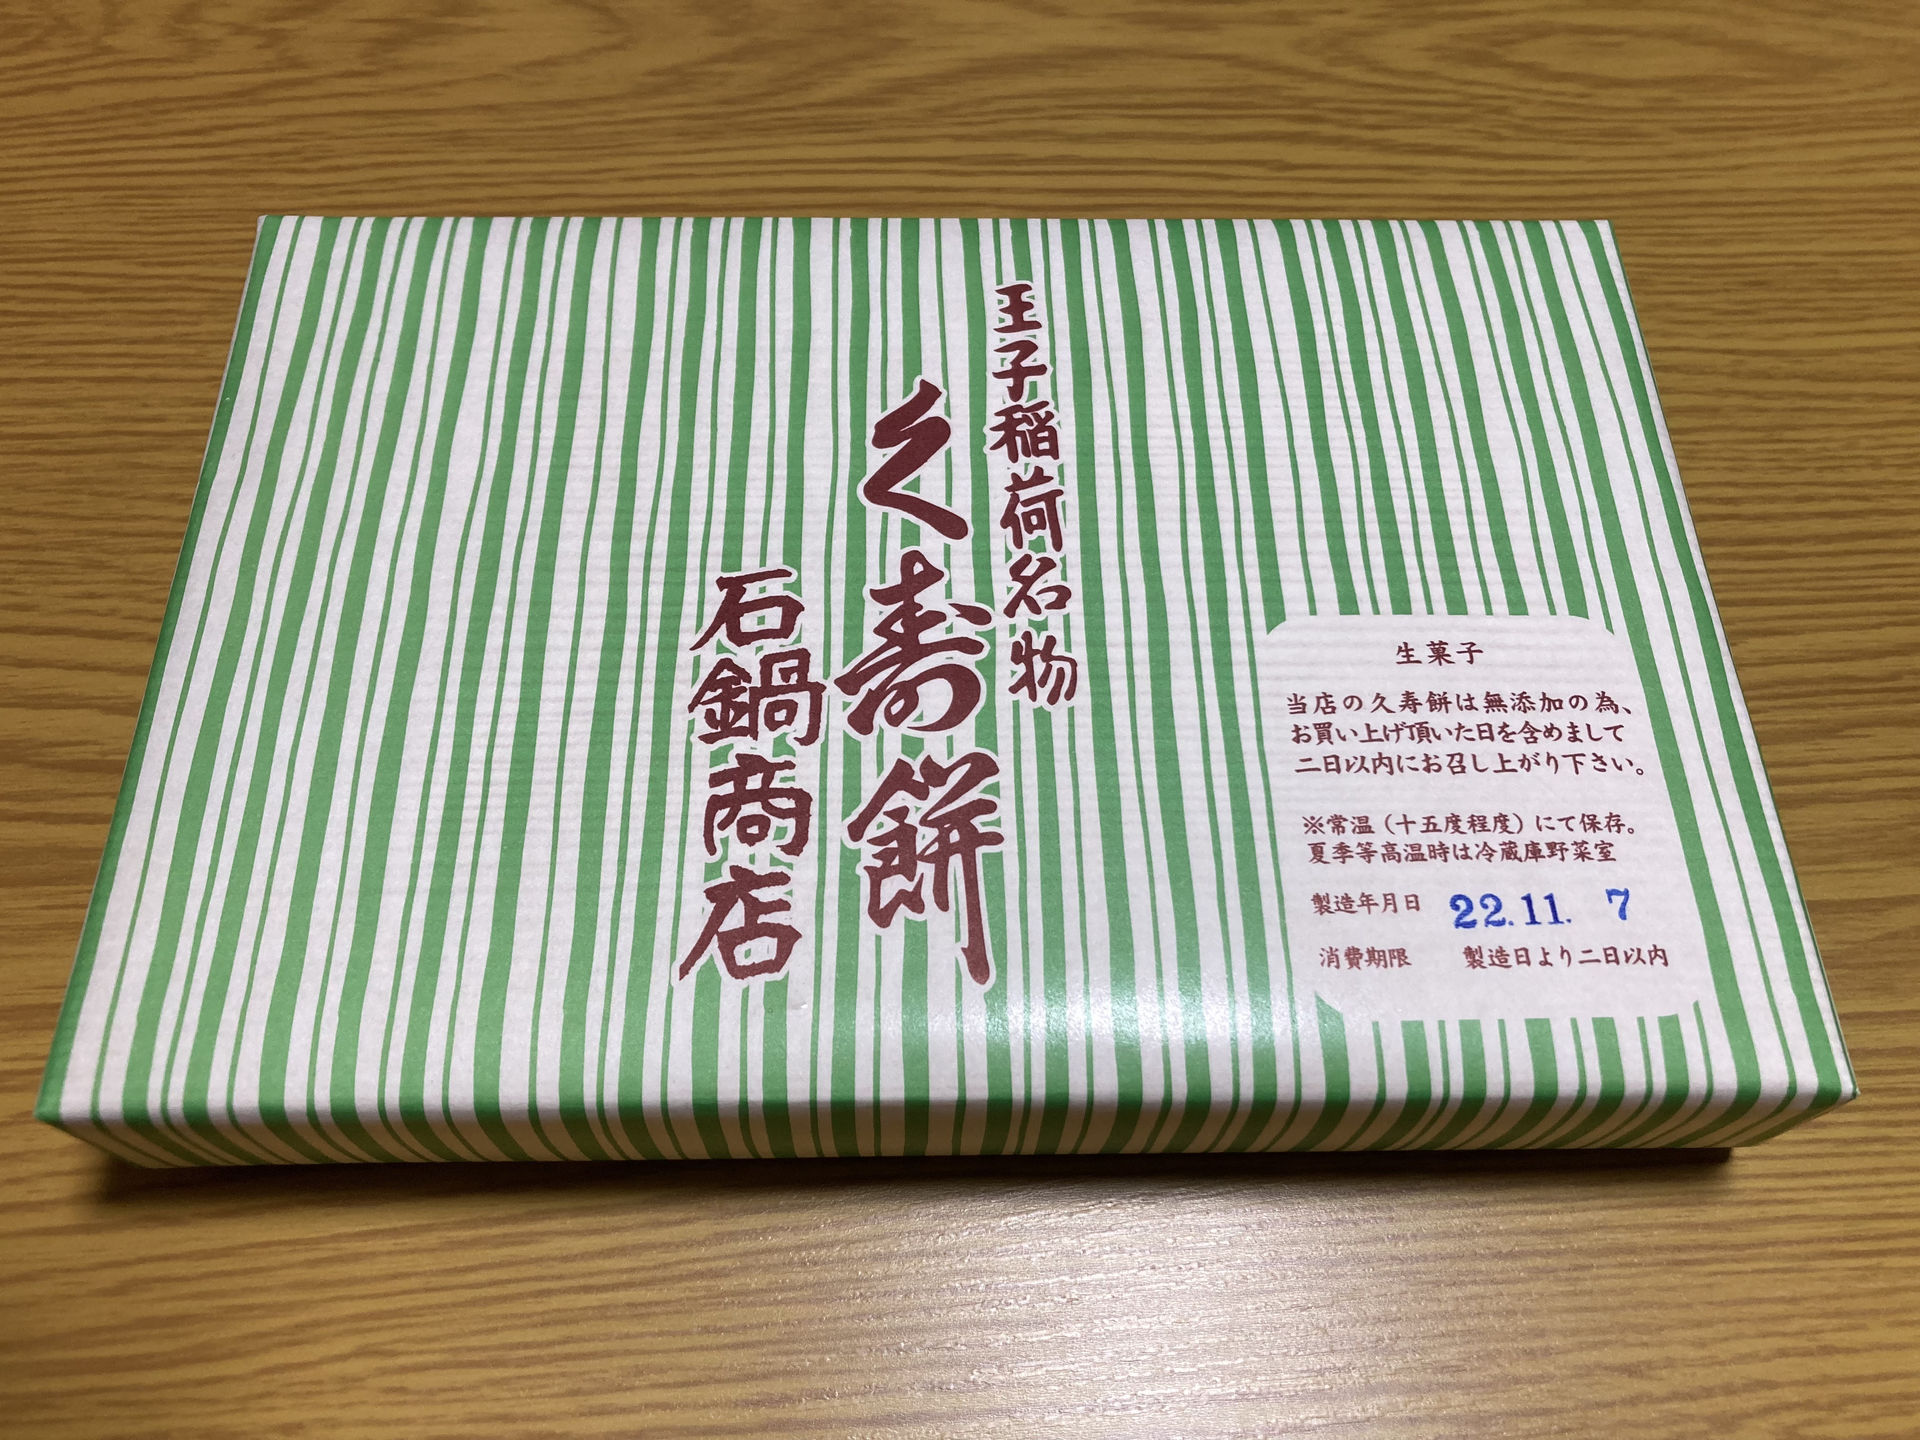 王子稲荷名物
久寿餅
石鍋商店
生菓子
当店の久寿餅は無添加の為、
お買い上げ頂いた日を含めまして
二日以内にお召し上がり下さい。
※常温（十五度程度）にて保存。
夏季等高温時は冷蔵庫野菜室
製造年月日 22.11. 7
消費期限 製造日より二日以内